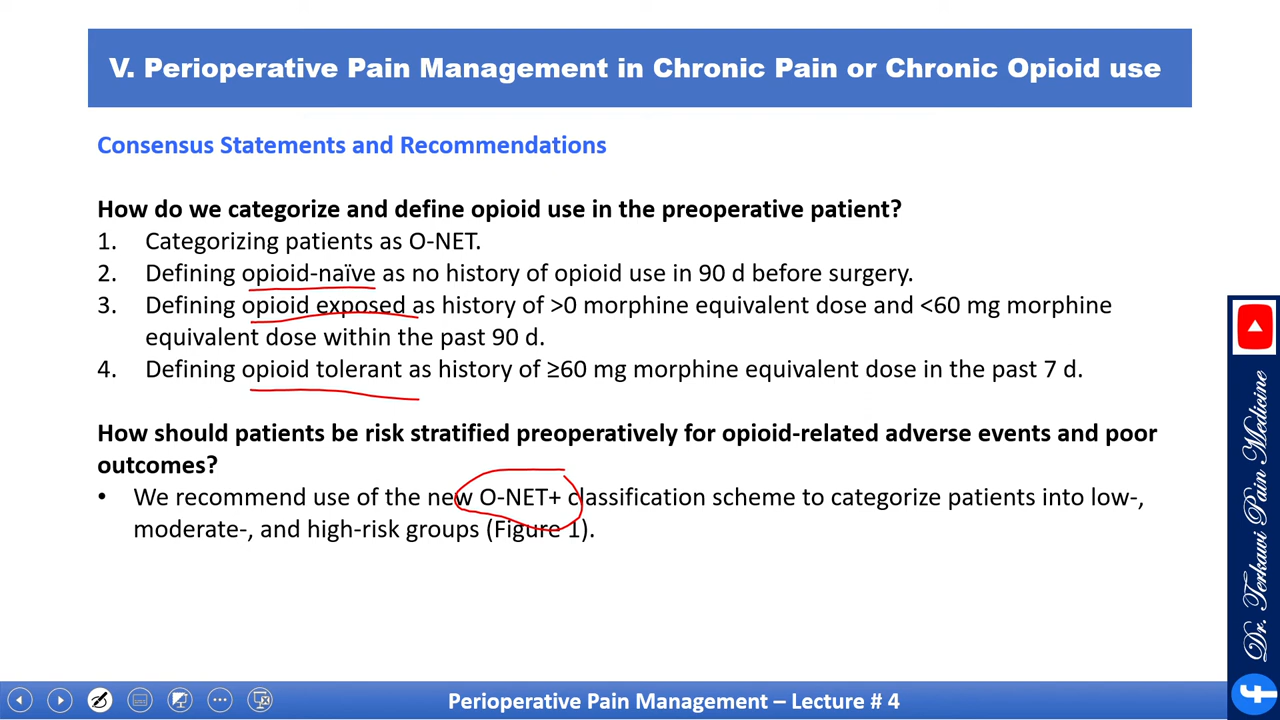 V. Perioperative Pain Management in Chronic Pain or Chronic Opioid use
Consensus Statements and Recommendations
How do we categorize and define opioid use in the preoperative patient?
1. Categorizing patients as O-NET.
2. Defining opioid-naïve as no history of opioid use in 90 d before surgery.
3. Defining opioid exposed as history of >0 morphine equivalent dose and <60 mg morphine
equivalent dose within the past 90 d.
4. Defining opioid tolerant as history of ≥60 mg morphine equivalent dose in the past 7 d.
How should patients be risk stratified preoperatively for opioid-related adverse events and poor
outcomes?
• We recommend use of the new O-NET+ classification scheme to categorize patients into low-,
moderate-, and high-risk groups (Figure 1).
Perioperative Pain Management – Lecture # 4
Dr. Terkawi Pain Medicine